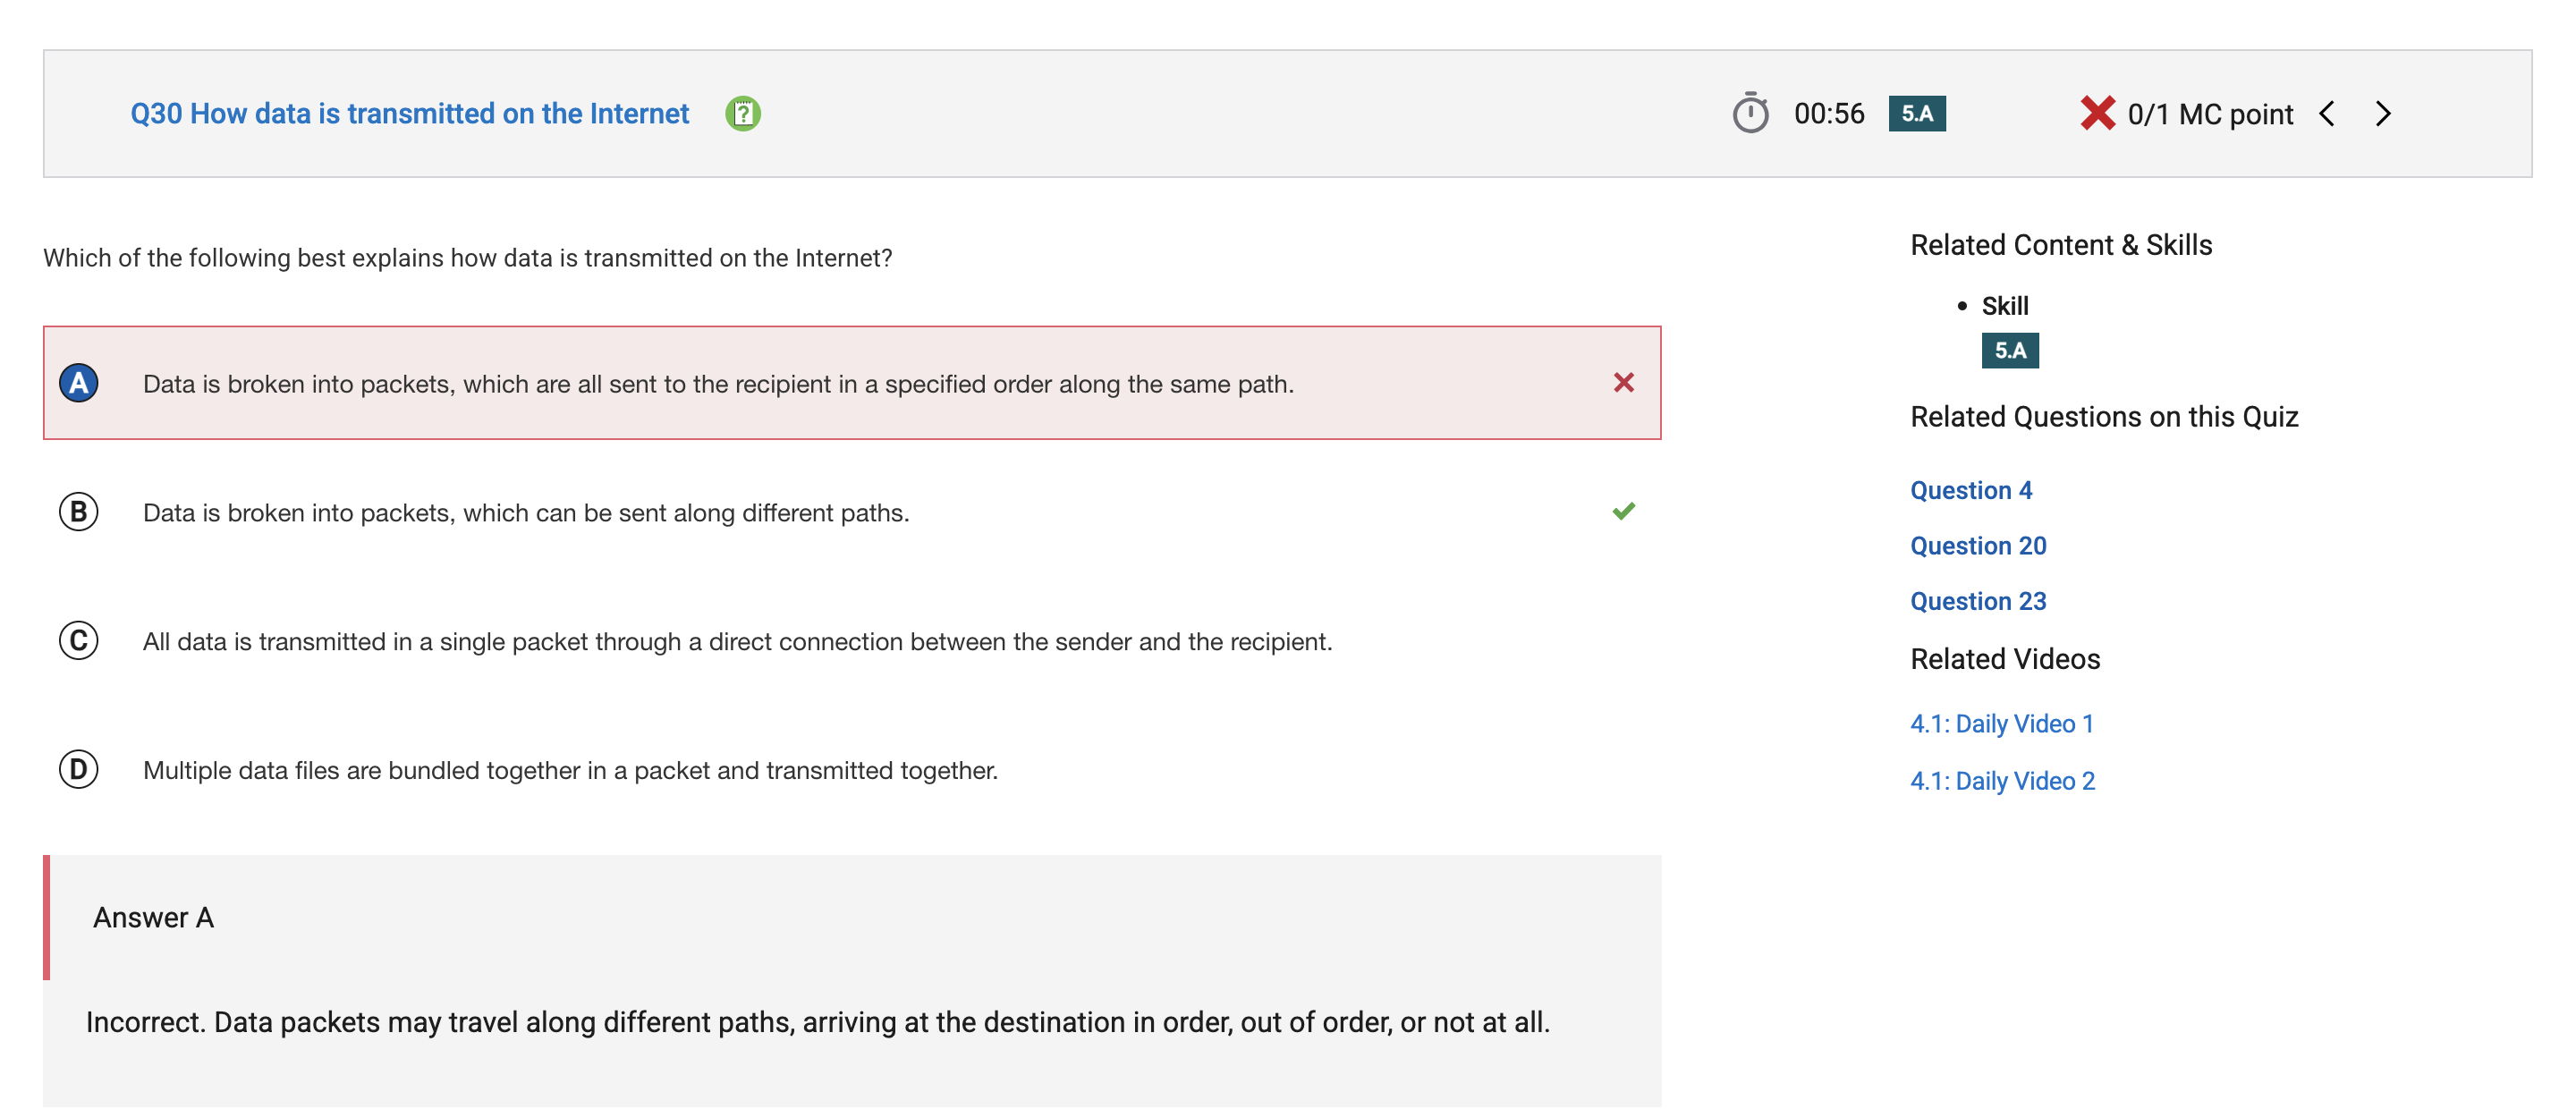 Q30 How data is transmitted on the Internet ?
00:56 5.A 0/1 MC point
Which of the following best explains how data is transmitted on the Internet?
A Data is broken into packets, which are all sent to the recipient in a specified order along the same path.
B Data is broken into packets, which can be sent along different paths.
C All data is transmitted in a single packet through a direct connection between the sender and the recipient.
D Multiple data files are bundled together in a packet and transmitted together.
Answer A
Incorrect. Data packets may travel along different paths, arriving at the destination in order, out of order, or not at all.
Related Content & Skills
• Skill
5.A
Related Questions on this Quiz
Question 4
Question 20
Question 23
Related Videos
4.1: Daily Video 1
4.1: Daily Video 2